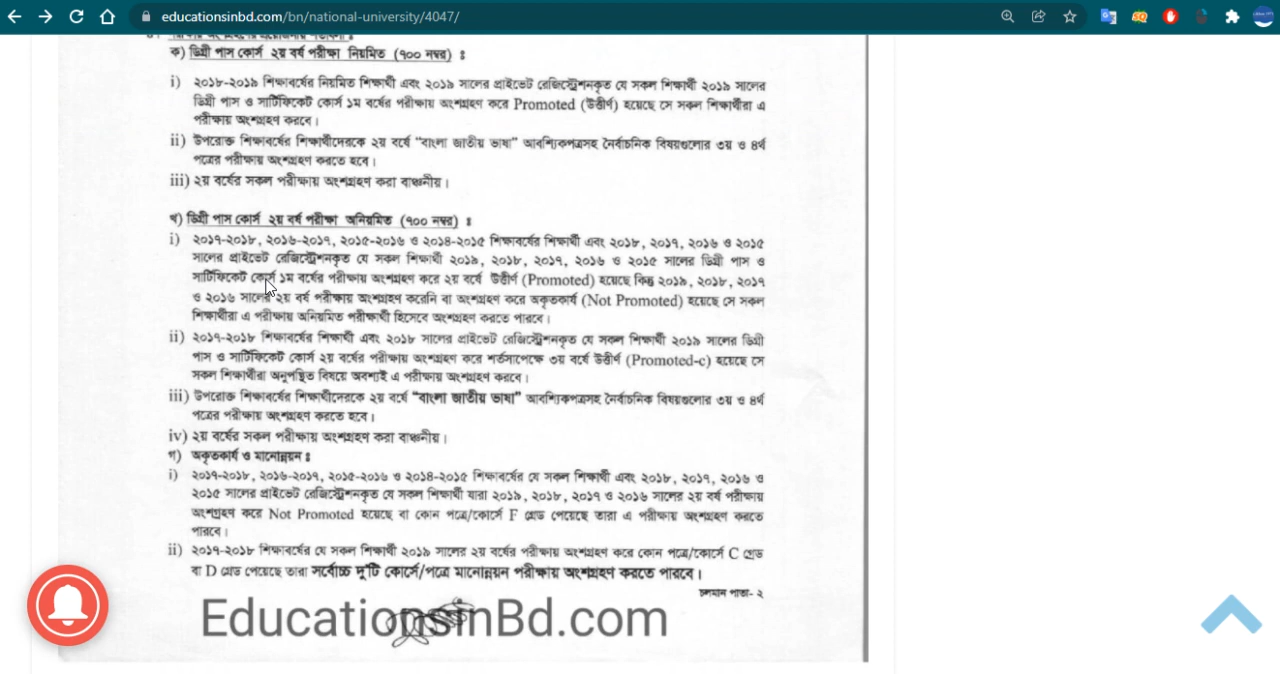 educationsinbd.com/bn/national-university/4047/
ক) ডিগ্রী পাস কোর্স ২য় বর্ষ পরীক্ষা নিয়মিত (৭০০ নম্বর) ঃ
i) ২০১৮-২০১৯ শিক্ষাবর্ষের নিয়মিত শিক্ষার্থী এবং ২০১৯ সালের প্রাইভেট রেজিস্ট্রেশনকৃত যে সকল শিক্ষার্থী ২০১৯ সালের
ডিগ্রী পাস ও সার্টিফিকেট কোর্স ১ম বর্ষের পরীক্ষায় অংশগ্রহণ করে Promoted (উত্তীর্ণ) হয়েছে সে সকল শিক্ষার্থীরা এ
পরীক্ষায় অংশগ্রহণ করবে।
ii) উপরোক্ত শিক্ষাবর্ষের শিক্ষার্থীদেরকে ২য় বর্ষে “বাংলা জাতীয় ভাষা” আবশ্যিকপত্রসহ নৈর্বাচনিক বিষয়গুলোর ৩য় ও ৪র্থ
পত্রের পরীক্ষায় অংশগ্রহণ করতে হবে।
iii) ২য় বর্ষের সকল পরীক্ষায় অংশগ্রহণ করা বাঞ্চনীয়।
খ) ডিগ্রী পাস কোর্স ২য় বর্ষ পরীক্ষা অনিয়মিত (৭০০ নম্বর) ঃ
i) ২০১৭-২০১৮, ২০১৬-২০১৭, ২০১৫-২০১৬ ও ২০১৪-২০১৫ শিক্ষাবর্ষের শিক্ষার্থী এবং ২০১৮, ২০১৭, ২০১৬ ও ২০১৫
সালের প্রাইভেট রেজিস্ট্রেশনকৃত যে সকল শিক্ষার্থী ২০১৯, ২০১৮, ২০১৭, ২০১৬ ও ২০১৫ সালের ডিগ্রী পাস ও
সার্টিফিকেট কোর্স ১ম বর্ষের পরীক্ষায় অংশগ্রহণ করে ২য় বর্ষে উত্তীর্ণ (Promoted) হয়েছে কিন্তু ২০১৯, ২০১৮, ২০১৭
ও ২০১৬ সালের ২য় বর্ষ পরীক্ষায় অংশগ্রহণ করেনি বা অংশগ্রহণ করে অকৃতকার্য (Not Promoted) হয়েছে সে সকল
শিক্ষার্থীরা এ পরীক্ষায় অনিয়মিত পরীক্ষার্থী হিসেবে অংশগ্রহণ করতে পারবে।
ii) ২০১৭-২০১৮ শিক্ষাবর্ষের শিক্ষার্থী এবং ২০১৮ সালের প্রাইভেট রেজিস্ট্রেশনকৃত যে সকল শিক্ষার্থী ২০১৯ সালের ডিগ্রী
পাস ও সার্টিফিকেট কোর্স ২য় বর্ষের পরীক্ষায় অংশগ্রহণ করে শর্তসাপেক্ষে ৩য় বর্ষে উত্তীর্ণ (Promoted-c) হয়েছে সে
সকল শিক্ষার্থীরা অনুপস্থিত বিষয়ে অবশ্যই এ পরীক্ষায় অংশগ্রহণ করবে।
iii) উপরোক্ত শিক্ষাবর্ষের শিক্ষার্থীদেরকে ২য় বর্ষে “বাংলা জাতীয় ভাষা” আবশ্যিকপত্রসহ নৈর্বাচনিক বিষয়গুলোর ৩য় ও ৪র্থ
পত্রের পরীক্ষায় অংশগ্রহণ করতে হবে।
iv) ২য় বর্ষের সকল পরীক্ষায় অংশগ্রহণ করা বাঞ্চনীয়।
গ) অকৃতকার্য ও মানোন্নয়ন ঃ
i) ২০১৭-২০১৮, ২০১৬-২০১৭, ২০১৫-২০১৬ ও ২০১৪-২০১৫ শিক্ষাবর্ষের যে সকল শিক্ষার্থী এবং ২০১৮, ২০১৭, ২০১৬ ও
২০১৫ সালের প্রাইভেট রেজিস্ট্রেশনকৃত যে সকল শিক্ষার্থী যারা ২০১৯, ২০১৮, ২০১৭ ও ২০১৬ সালের ২য় বর্ষ পরীক্ষায়
অংশগ্রহণ করে Not Promoted হয়েছে বা কোন পত্রে/কোর্সে F গ্রেড পেয়েছে তারা এ পরীক্ষায় অংশগ্রহণ করতে
পারবে।
ii) ২০১৭-২০১৮ শিক্ষাবর্ষের যে সকল শিক্ষার্থী ২০১৯ সালের ২য় বর্ষের পরীক্ষায় অংশগ্রহণ করে কোন পত্রে/কোর্সে C গ্রেড
বা D গ্রেড পেয়েছে তারা সর্বোচ্চ দু'টি কোর্সে/পত্রে মানোন্নয়ন পরীক্ষায় অংশগ্রহণ করতে পারবে।
চলমান পাতা- ২
EducationsinBd.com